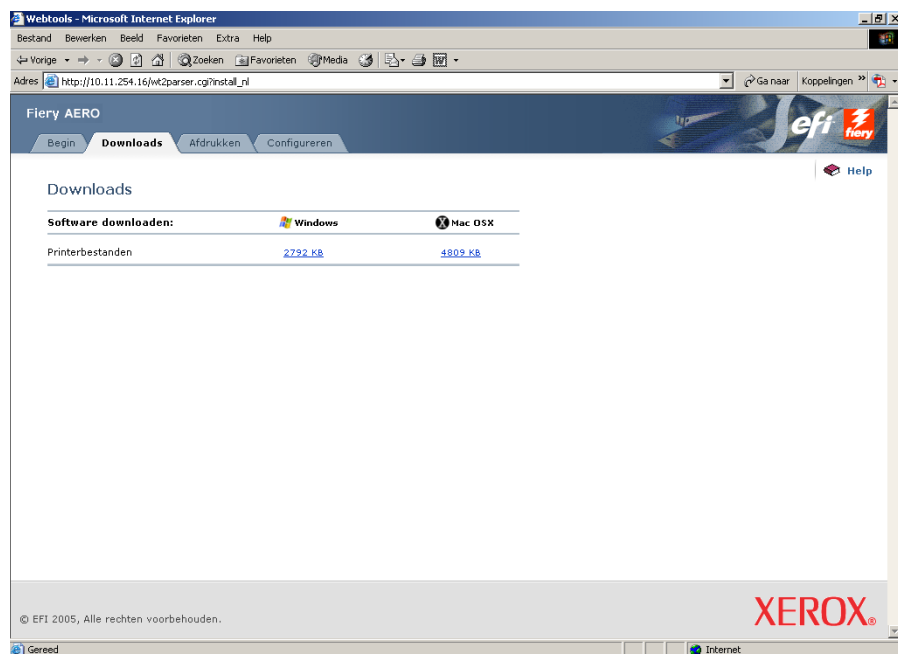 Webtools - Microsoft Internet Explorer
Bestand Bewerken Beeld Favorieten Extra Help
Vorige Zoeken Favorieten Media
Adres http://10.11.254.16/wt2parser.cgi?install_nl Ga naar Koppelingen »
Fiery AERO
efi fiery
Begin Downloads Afdrukken Configureren
Help
Downloads
Software downloaden: Windows Mac OSX
Printerbestanden 2792 KB 4809 KB
© EFI 2005, Alle rechten voorbehouden.
XEROX®
Gereed Internet